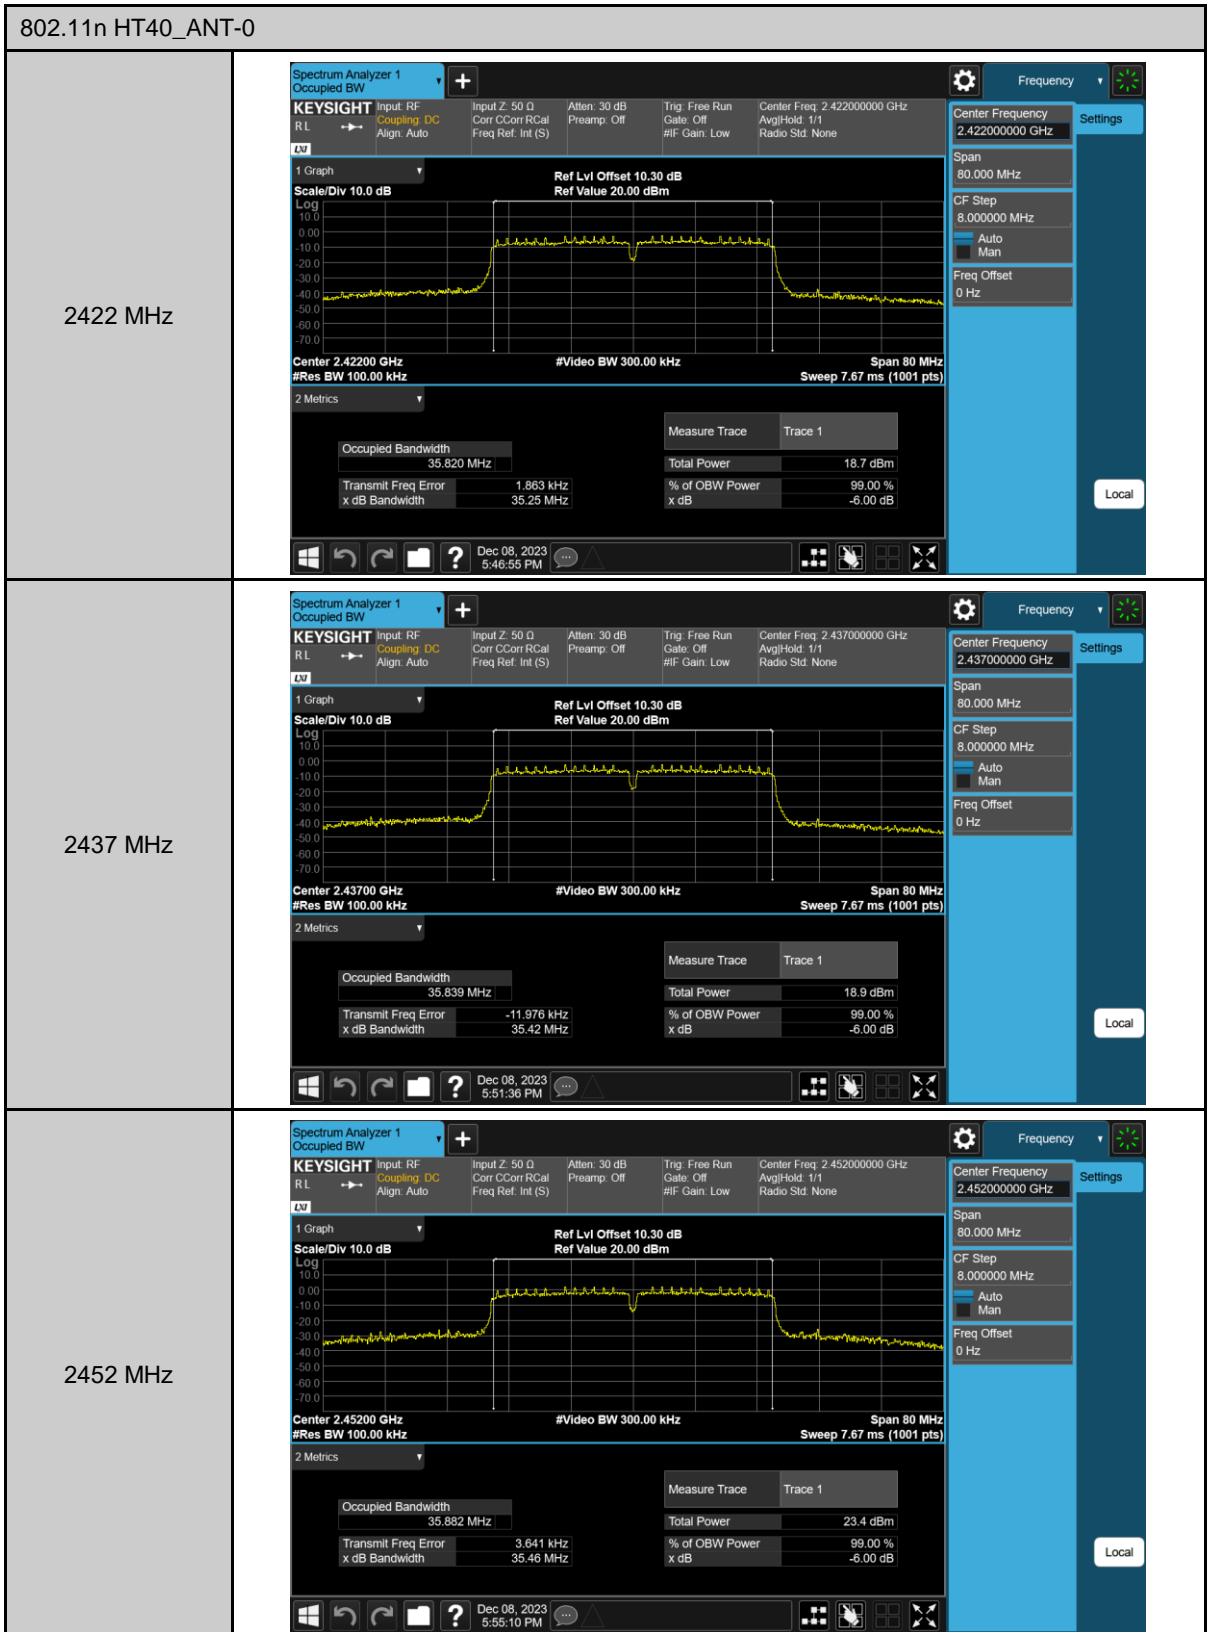 802.11n HT40_ANT-0
2422 MHz
Spectrum Analyzer 1
Occupied BW
Frequency
KEYSIGHT
R L
LXI
Input: RF
Coupling: DC
Align: Auto
Input Z: 50 Ω
Corr CCorr RCal
Freq Ref: Int (S)
Atten: 30 dB
Preamp: Off
Trig: Free Run
Gate: Off
#IF Gain: Low
Center Freq: 2.422000000 GHz
Avg|Hold: 1/1
Radio Std: None
Center Frequency
2.422000000 GHz
Settings
Span
80.000 MHz
CF Step
8.000000 MHz
Auto
Man
Freq Offset
0 Hz
Local
1 Graph
Scale/Div 10.0 dB
Ref Lvl Offset 10.30 dB
Ref Value 20.00 dBm
Log
10.0
0.00
-10.0
-20.0
-30.0
-40.0
-50.0
-60.0
-70.0
Center 2.42200 GHz
#Video BW 300.00 kHz
Span 80 MHz
#Res BW 100.00 kHz
Sweep 7.67 ms (1001 pts)
2 Metrics
Measure Trace Trace 1
Occupied Bandwidth
35.820 MHz
Total Power 18.7 dBm
Transmit Freq Error 1.863 kHz
% of OBW Power 99.00 %
x dB Bandwidth 35.25 MHz
x dB -6.00 dB
Dec 08, 2023
5:46:55 PM
2437 MHz
Spectrum Analyzer 1
Occupied BW
Frequency
KEYSIGHT
R L
LXI
Input: RF
Coupling: DC
Align: Auto
Input Z: 50 Ω
Corr CCorr RCal
Freq Ref: Int (S)
Atten: 30 dB
Preamp: Off
Trig: Free Run
Gate: Off
#IF Gain: Low
Center Freq: 2.437000000 GHz
Avg|Hold: 1/1
Radio Std: None
Center Frequency
2.437000000 GHz
Settings
Span
80.000 MHz
CF Step
8.000000 MHz
Auto
Man
Freq Offset
0 Hz
Local
1 Graph
Scale/Div 10.0 dB
Ref Lvl Offset 10.30 dB
Ref Value 20.00 dBm
Log
10.0
0.00
-10.0
-20.0
-30.0
-40.0
-50.0
-60.0
-70.0
Center 2.43700 GHz
#Video BW 300.00 kHz
Span 80 MHz
#Res BW 100.00 kHz
Sweep 7.67 ms (1001 pts)
2 Metrics
Measure Trace Trace 1
Occupied Bandwidth
35.839 MHz
Total Power 18.9 dBm
Transmit Freq Error -11.976 kHz
% of OBW Power 99.00 %
x dB Bandwidth 35.42 MHz
x dB -6.00 dB
Dec 08, 2023
5:51:36 PM
2452 MHz
Spectrum Analyzer 1
Occupied BW
Frequency
KEYSIGHT
R L
LXI
Input: RF
Coupling: DC
Align: Auto
Input Z: 50 Ω
Corr CCorr RCal
Freq Ref: Int (S)
Atten: 30 dB
Preamp: Off
Trig: Free Run
Gate: Off
#IF Gain: Low
Center Freq: 2.452000000 GHz
Avg|Hold: 1/1
Radio Std: None
Center Frequency
2.452000000 GHz
Settings
Span
80.000 MHz
CF Step
8.000000 MHz
Auto
Man
Freq Offset
0 Hz
Local
1 Graph
Scale/Div 10.0 dB
Ref Lvl Offset 10.30 dB
Ref Value 20.00 dBm
Log
10.0
0.00
-10.0
-20.0
-30.0
-40.0
-50.0
-60.0
-70.0
Center 2.45200 GHz
#Video BW 300.00 kHz
Span 80 MHz
#Res BW 100.00 kHz
Sweep 7.67 ms (1001 pts)
2 Metrics
Measure Trace Trace 1
Occupied Bandwidth
35.882 MHz
Total Power 23.4 dBm
Transmit Freq Error 3.641 kHz
% of OBW Power 99.00 %
x dB Bandwidth 35.46 MHz
x dB -6.00 dB
Dec 08, 2023
5:55:10 PM